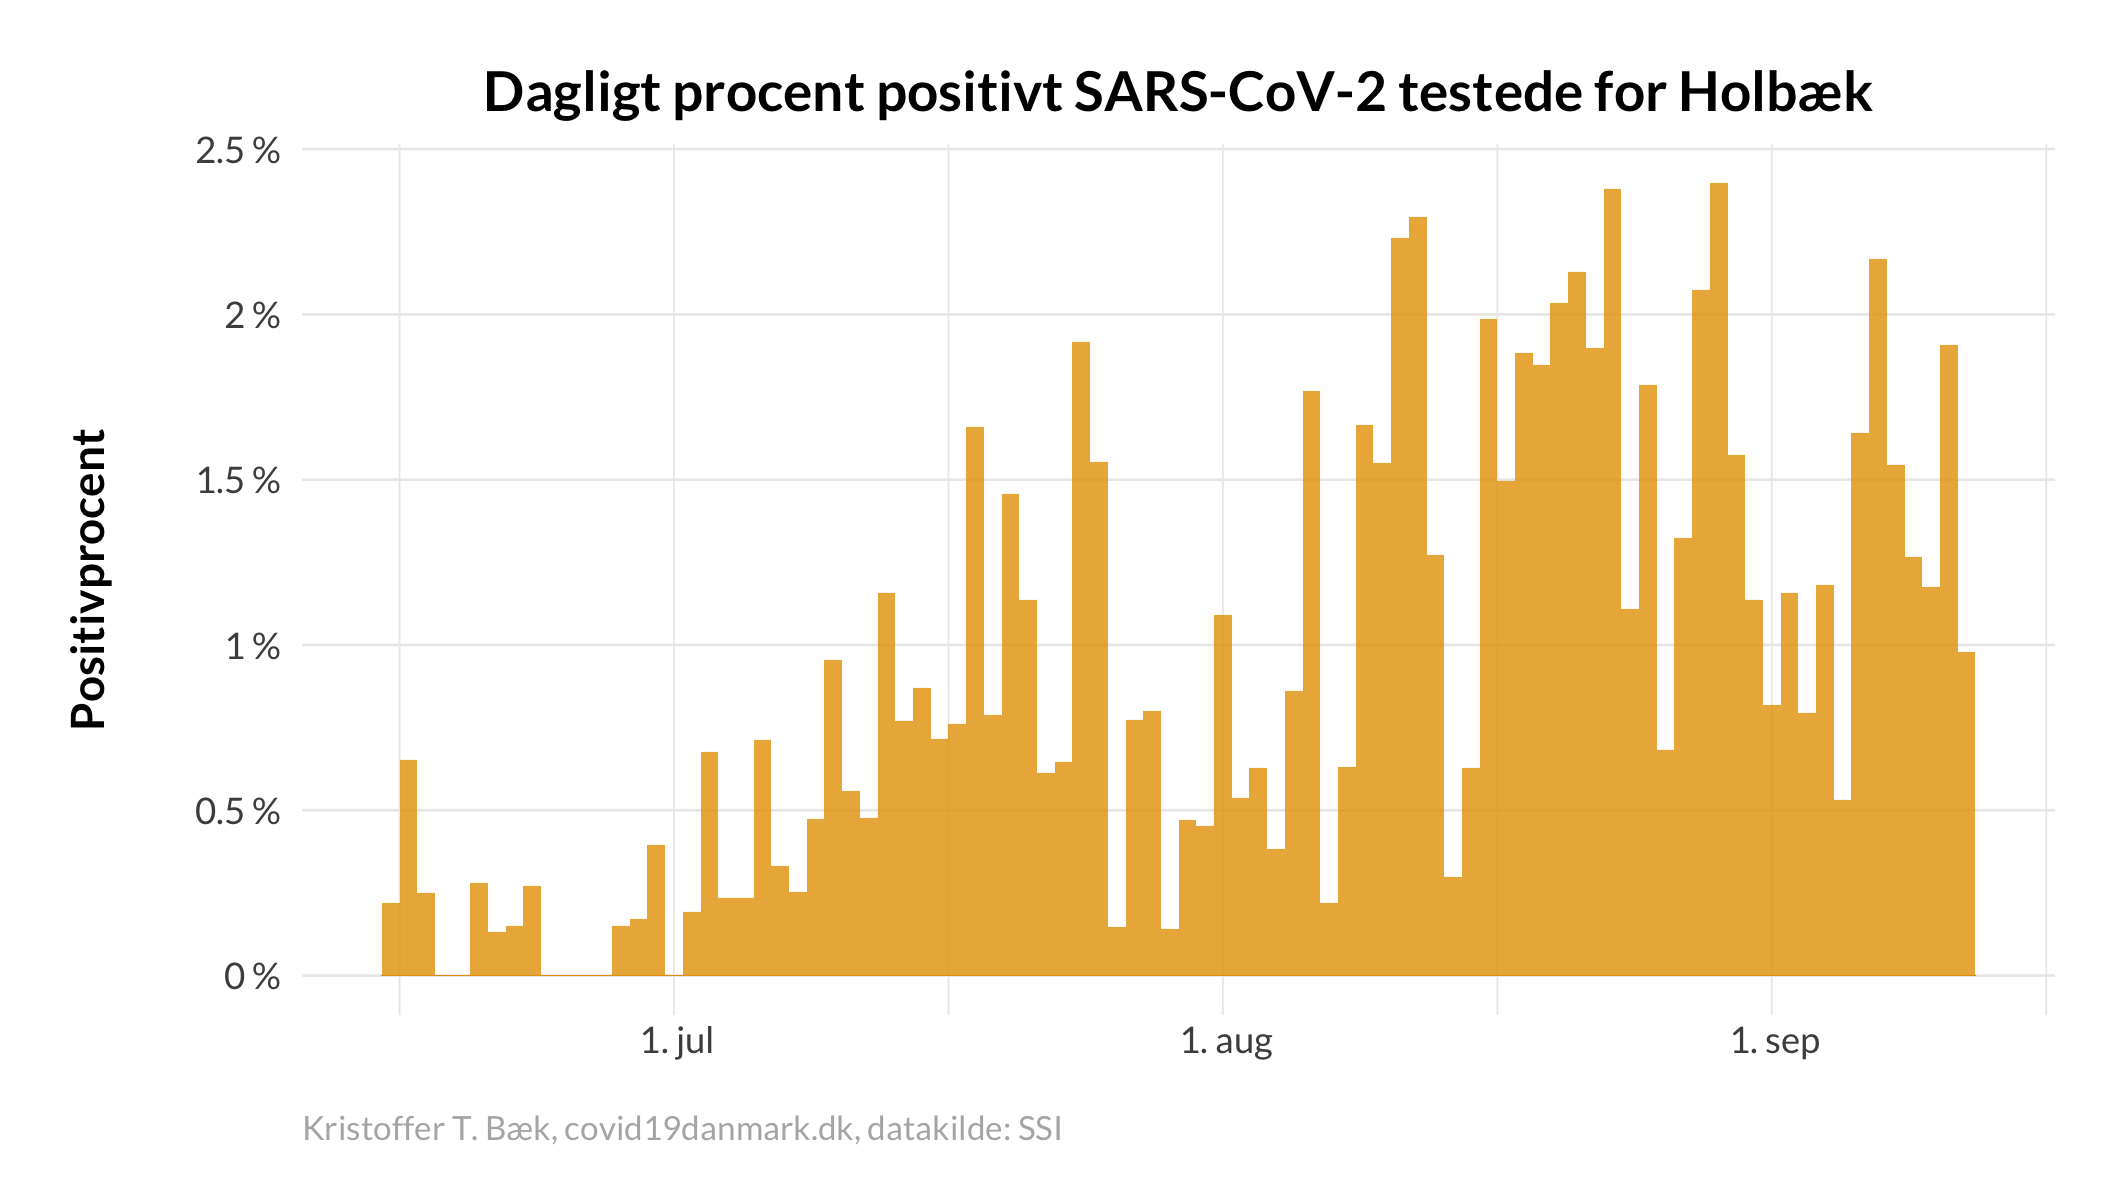 Dagligt procent positivt SARS-CoV-2 testede for Holbæk
Positivprocent
2.5 %
2 %
1.5 %
1 %
0.5 %
0 %
1. jul
1. aug
1. sep
Kristoffer T. Bæk, covid19danmark.dk, datakilde: SSI